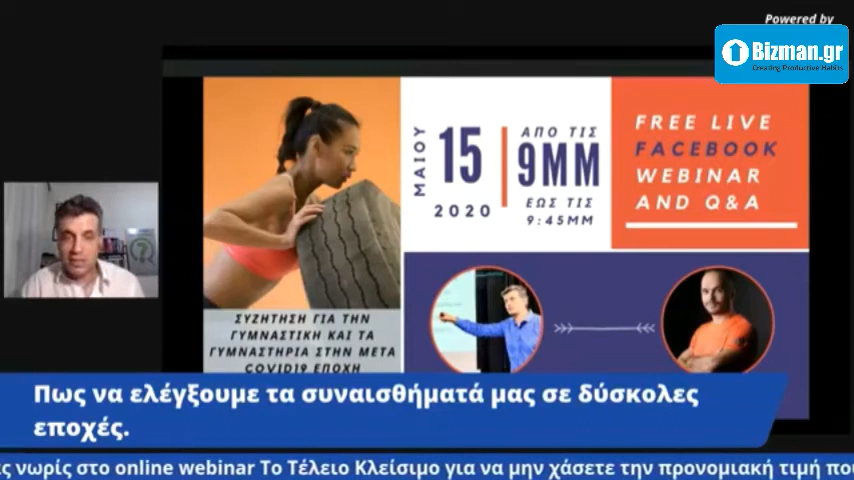 Powered by
Bizman.gr
Creating Productive Habits
ΜΑΙΟΥ
15
2020
ΑΠΟ ΤΙΣ
9ΜΜ
ΕΩΣ ΤΙΣ
9:45ΜΜ
FREE LIVE
FACEBOOK
WEBINAR
AND Q&A
ΣΥΖΗΤΗΣΗ ΓΙΑ ΤΗΝ
ΓΥΜΝΑΣΤΙΚΗ ΚΑΙ ΤΑ
ΓΥΜΝΑΣΤΗΡΙΑ ΣΤΗΝ ΜΕΤΑ
COVID19 ΕΠΟΧΗ
Πως να ελέγξουμε τα συναισθήματά μας σε δύσκολες
εποχές.
ς νωρίς στο online webinar Το Τέλειο Κλείσιμο για να μην χάσετε την προνομιακή τιμή που